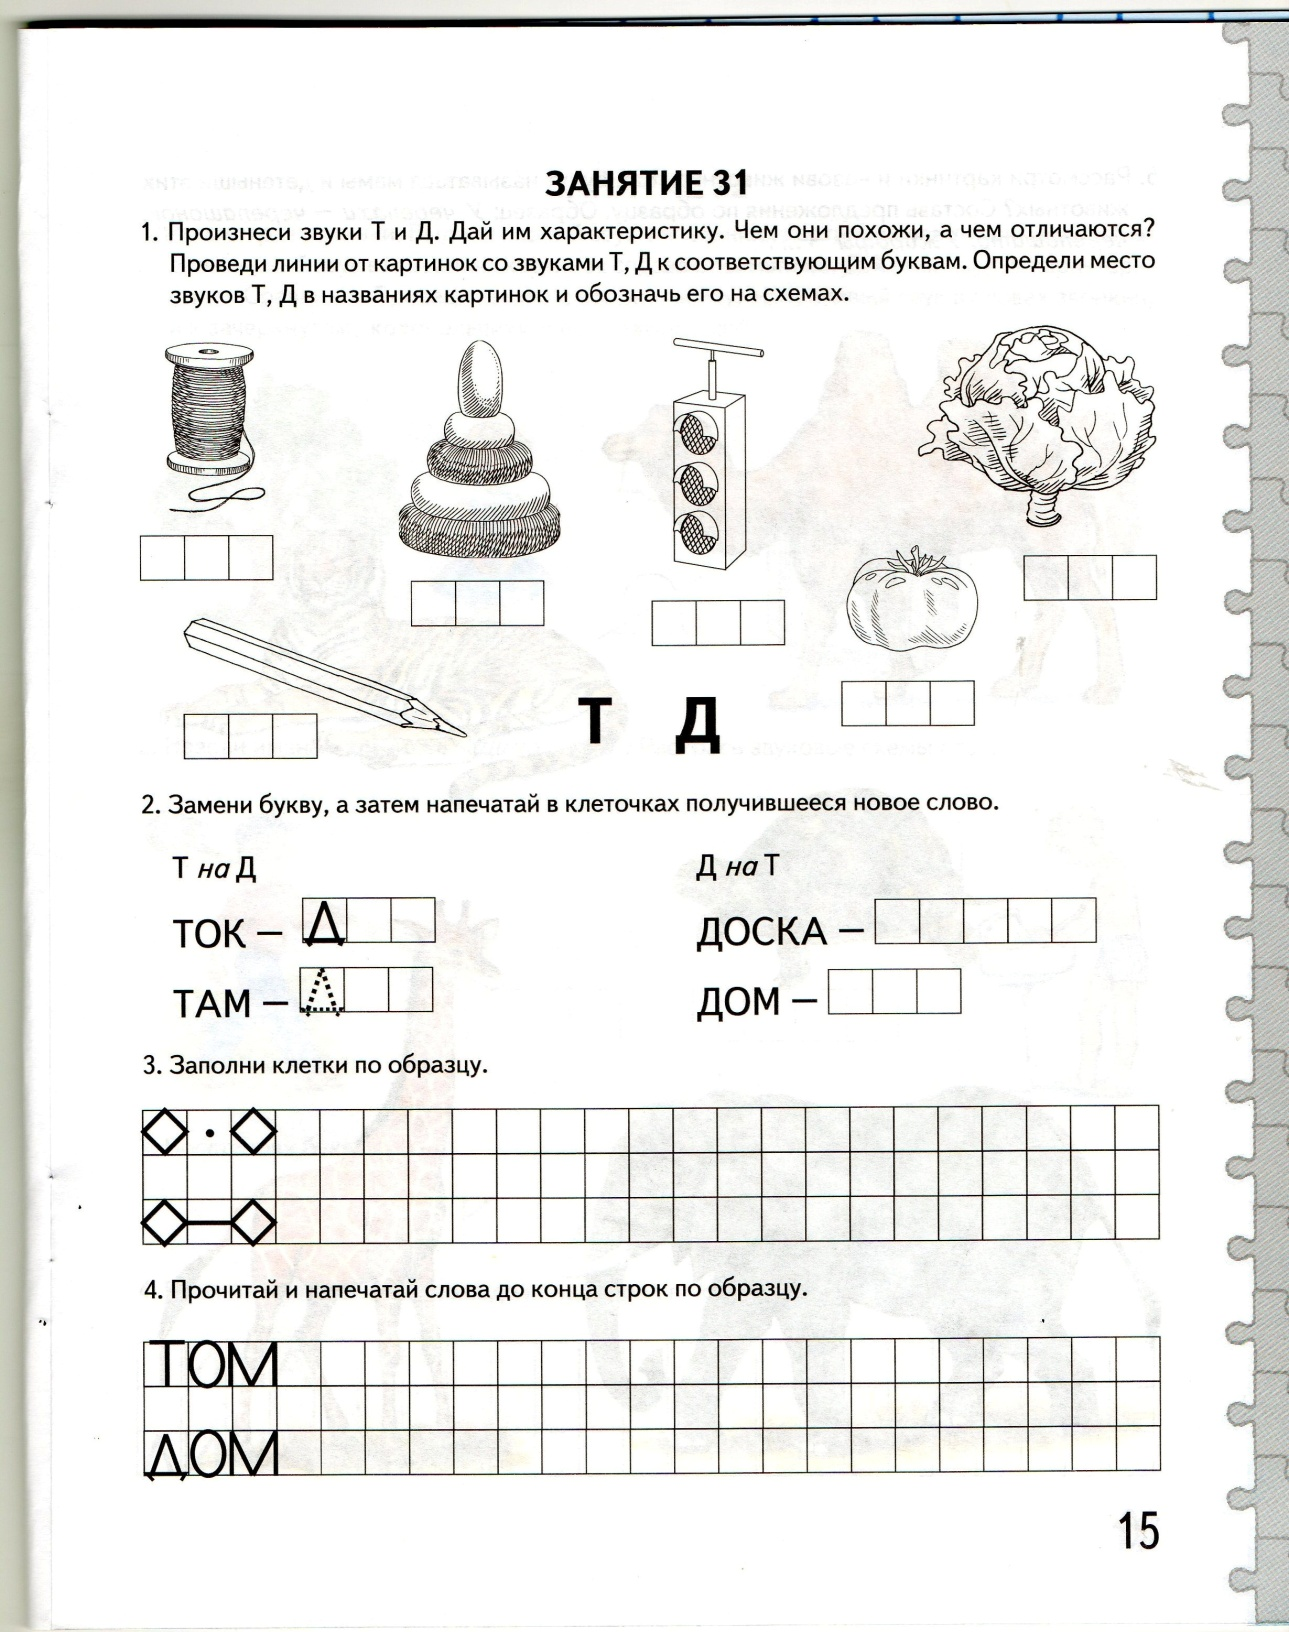 ЗАНЯТИЕ 31
1. Произнеси звуки Т и Д. Дай им характеристику. Чем они похожи, а чем отличаются?
Проведи линии от картинок со звуками Т, Д к соответствующим буквам. Определи место
звуков Т, Д в названиях картинок и обозначь его на схемах.
Т Д
2. Замени букву, а затем напечатай в клеточках получившееся новое слово.
Т на Д
Д на Т
ТОК – Д
ДОСКА –
ТАМ – Д
ДОМ –
3. Заполни клетки по образцу.
4. Прочитай и напечатай слова до конца строк по образцу.
ТОМ
ДОМ
15